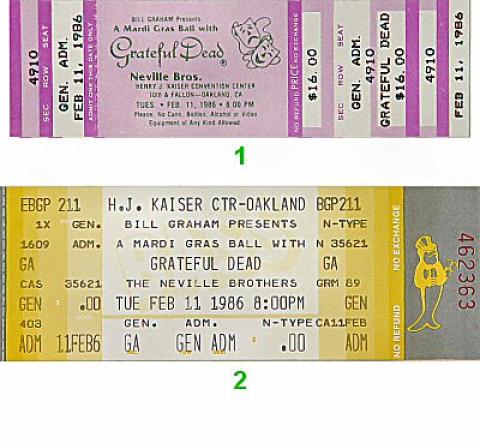 4910
SEC ROW SEAT
GEN. ADM.
FEB 11, 1986
ADMIT ONE THIS DATE ONLY
BILL GRAHAM Presents
A Mardi Gras Ball with
Grateful Dead
Neville Bros.
HENRY J. KAISER CONVENTION CENTER
10th & FALLON—OAKLAND, CA
TUES. • FEB. 11, 1986 • 8:00 PM
Please, No Cans, Bottles, Alcohol or Video
Equipment of Any Kind Allowed
NO REFUND PRICE NO EXCHANGE
$16.00
SEC ROW SEAT
GEN. ADM. 4910
GRATEFUL DEAD
$16.00
4910
FEB 11, 1986
1
EBGP 211 H.J. KAISER CTR-OAKLAND BGP211
1X GEN. BILL GRAHAM PRESENTS N-TYPE
1609 ADM. A MARDI GRAS BALL WITH N 35621
GA GRATEFUL DEAD GA
CAS 35621 THE NEVILLE BROTHERS GRM 89
GEN .00 TUE FEB 11 1986 8:00PM GEN
403 GEN. ADM. N-TYPE CA11FEB
ADM 11FEB6 GA GEN ADM $ .00 ADM
NO REFUND NO EXCHANGE
462363
2